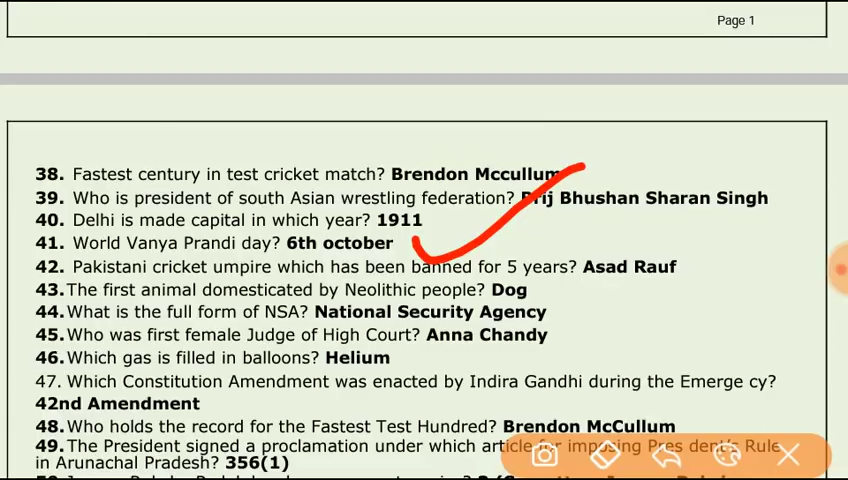 Page 1
38. Fastest century in test cricket match? Brendon Mccullum
39. Who is president of south Asian wrestling federation? Brij Bhushan Sharan Singh
40. Delhi is made capital in which year? 1911
41. World Vanya Prandi day? 6th october
42. Pakistani cricket umpire which has been banned for 5 years? Asad Rauf
43. The first animal domesticated by Neolithic people? Dog
44. What is the full form of NSA? National Security Agency
45. Who was first female Judge of High Court? Anna Chandy
46. Which gas is filled in balloons? Helium
47. Which Constitution Amendment was enacted by Indira Gandhi during the Emerge cy?
42nd Amendment
48. Who holds the record for the Fastest Test Hundred? Brendon McCullum
49. The President signed a proclamation under which article for imposing Pres dent's Rule
in Arunachal Pradesh? 356(1)